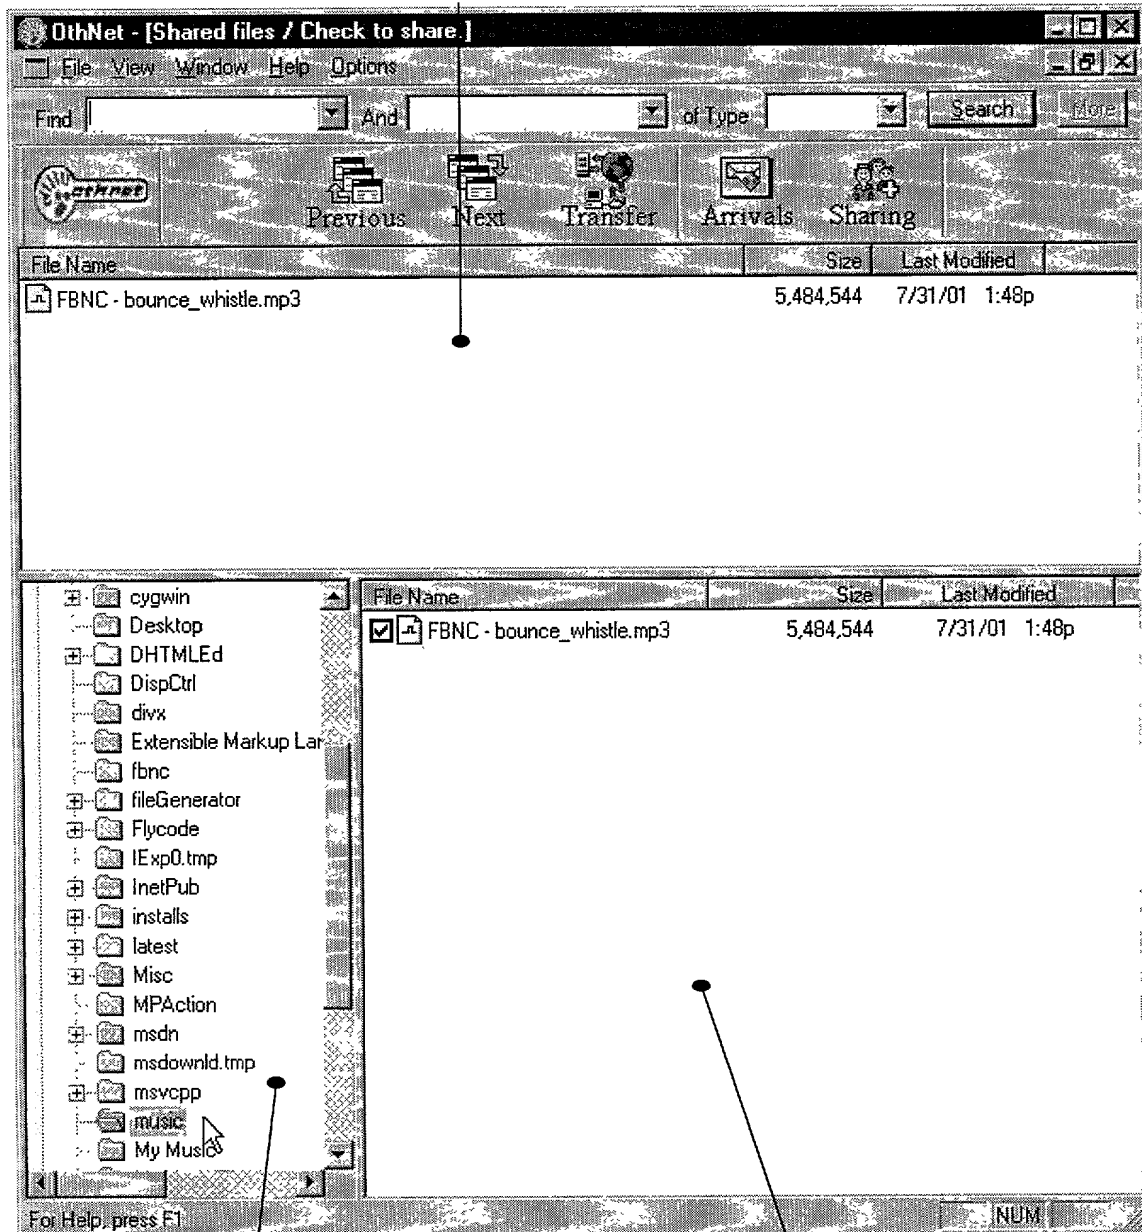 OthNet - [Shared files / Check to share.]
File View Window Help Options
Find And of Type Search More
othnet
Previous Next Transfer Arrivals Sharing
File Name Size Last Modified
FBNC - bounce_whistle.mp3 5,484,544 7/31/01 1:48p
File Name Size Last Modified
FBNC - bounce_whistle.mp3 5,484,544 7/31/01 1:48p
cygwin
Desktop
DHTMLEd
DispCtrl
divx
Extensible Markup Lar
fbnc
fileGenerator
Flycode
IExp0.tmp
InetPub
installs
latest
Misc
MPAction
msdn
msdownld.tmp
msvcpp
music
My Music
For Help, press F1 NUM